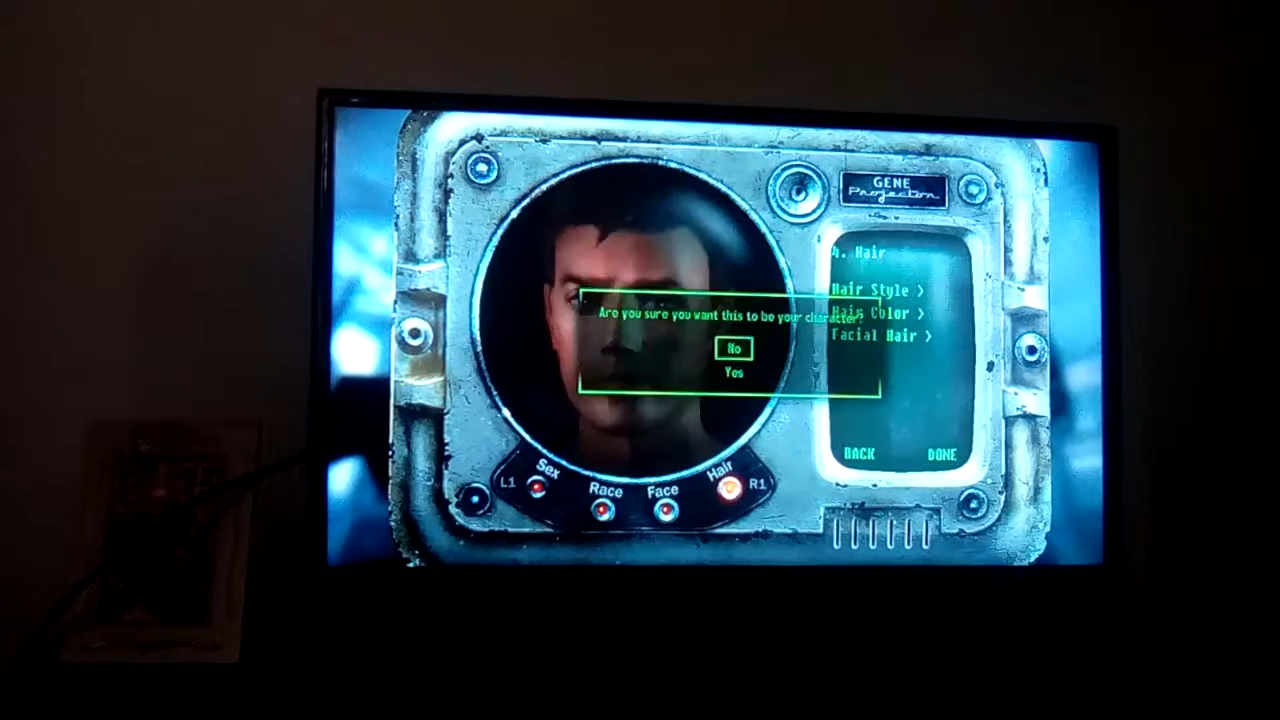 GENE
Projection
4. Hair
Hair Style >
Hair Color >
Facial Hair >
Are you sure you want this to be your character?
No
Yes
BACK DONE
L1 Sex Race Face Hair R1